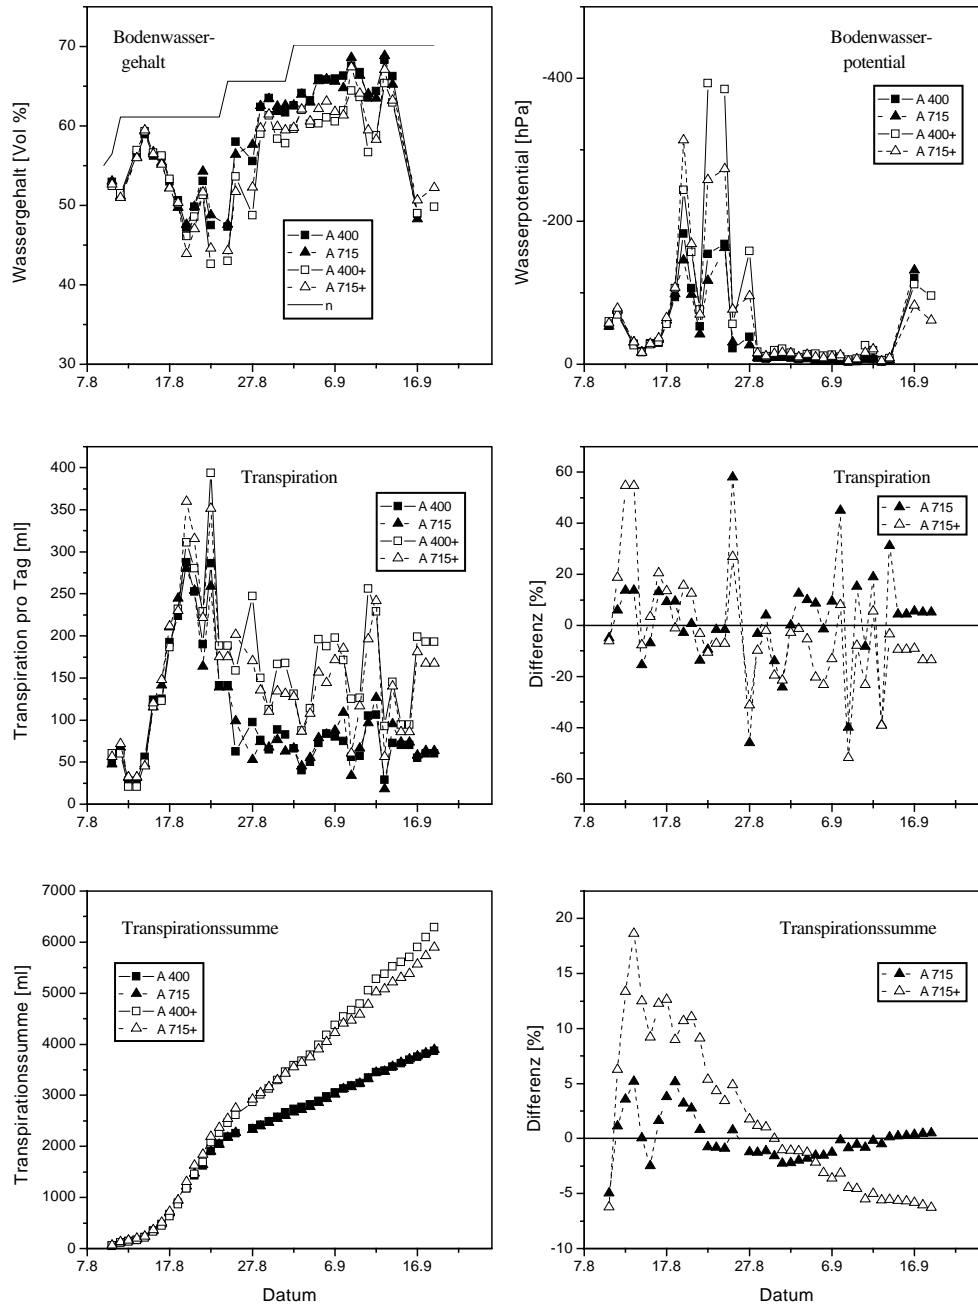 Bodenwasser-
gehalt
Wassergehalt [Vol %]
70
60
50
40
30
A 400
A 715
A 400+
A 715+
n
7.8
17.8
27.8
6.9
16.9
Bodenwasser-
potential
Wasserpotential [hPa]
-400
-200
0
A 400
A 715
A 400+
A 715+
7.8
17.8
27.8
6.9
16.9
Transpiration
Transpiration pro Tag [ml]
400
350
300
250
200
150
100
50
0
A 400
A 715
A 400+
A 715+
7.8
17.8
27.8
6.9
16.9
Transpiration
Differenz [%]
60
40
20
0
-20
-40
-60
A 715
A 715+
7.8
17.8
27.8
6.9
16.9
Transpirationssumme
Transpirationssumme [ml]
7000
6000
5000
4000
3000
2000
1000
0
A 400
A 715
A 400+
A 715+
7.8
17.8
27.8
6.9
16.9
Datum
Transpirationssumme
Differenz [%]
20
15
10
5
0
-5
-10
A 715
A 715+
7.8
17.8
27.8
6.9
16.9
Datum